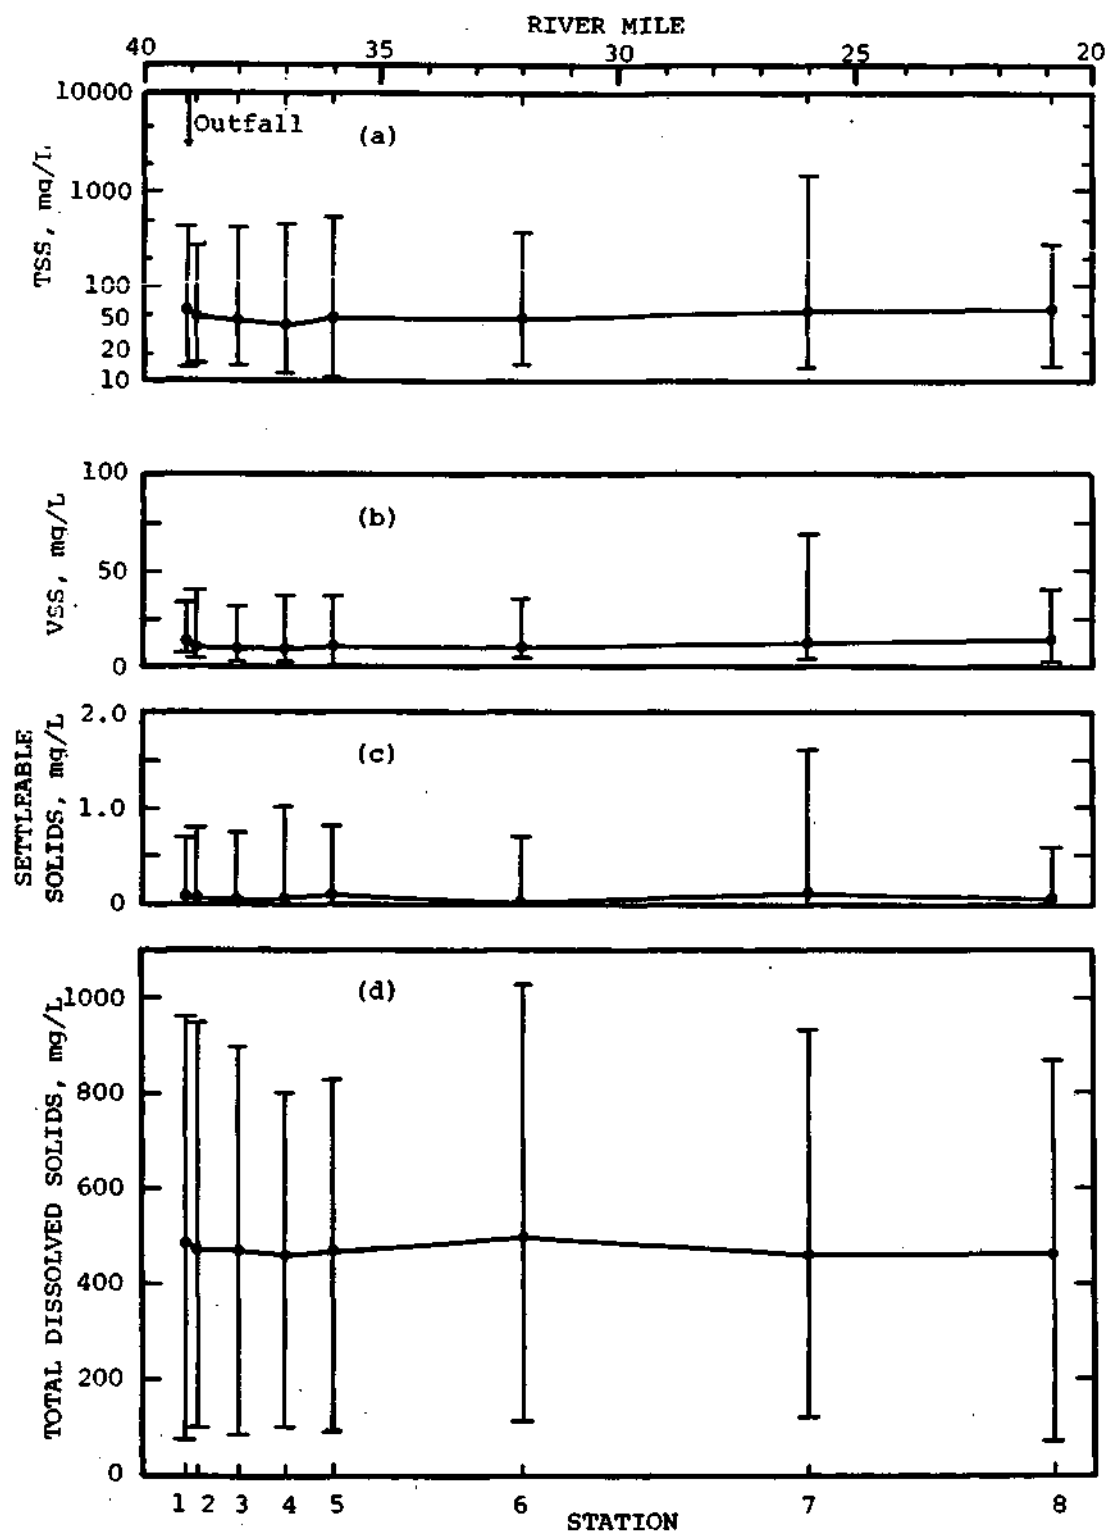 RIVER MILE
40 35 30 25 20
10000
Outfall
(a)
1000
100
50
20
10
TSS, mg/L
100
(b)
50
0
VSS, mg/L
2.0
(c)
1.0
0
SETTLEABLE
SOLIDS, mg/L
(d)
1000
800
600
400
200
0
TOTAL DISSOLVED SOLIDS, mg/L
1 2 3 4 5 6 7 8
STATION